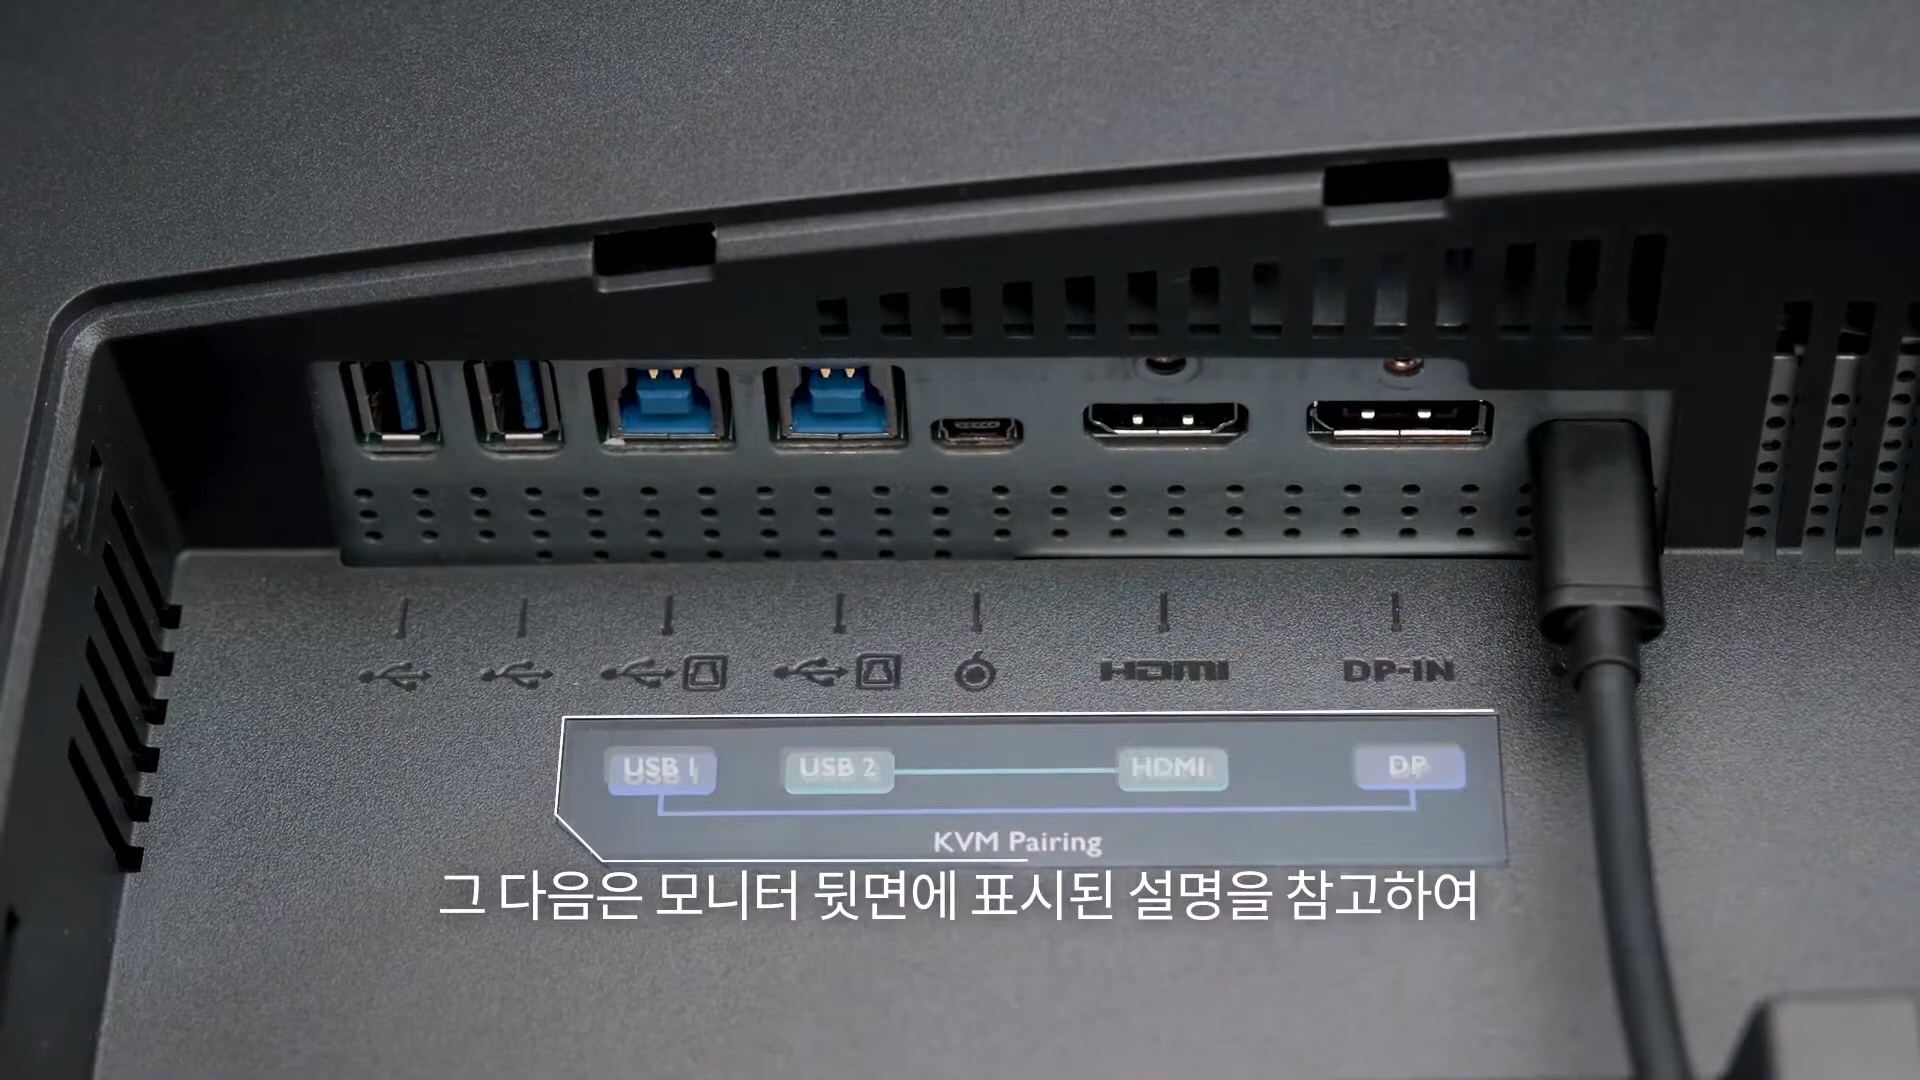 HDMI
DP-IN
USB 1
USB 2
HDMI
DP
KVM Pairing
그 다음은 모니터 뒷면에 표시된 설명을 참고하여